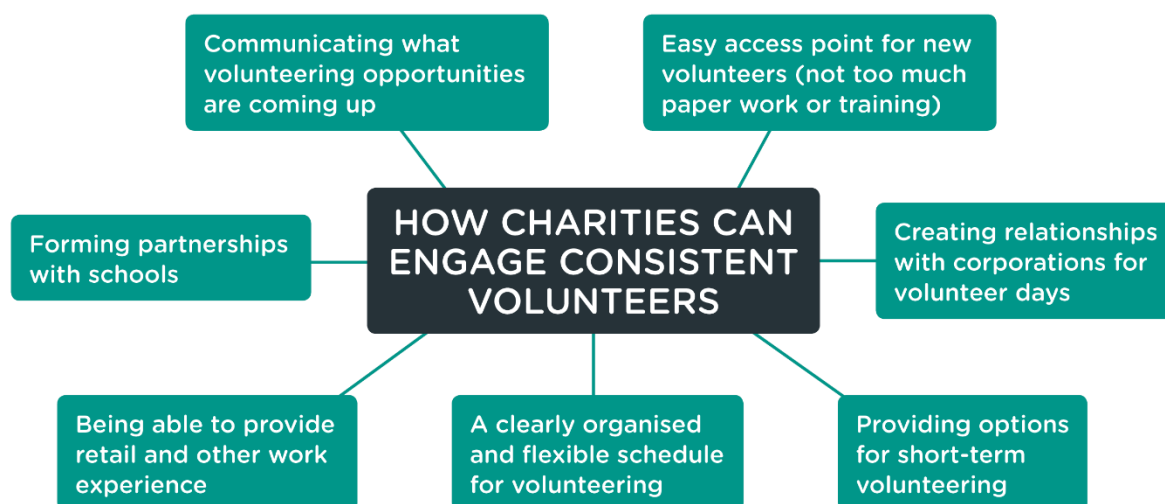 Communicating what
volunteering opportunities
are coming up
Easy access point for new
volunteers (not too much
paper work or training)
HOW CHARITIES CAN
ENGAGE CONSISTENT
VOLUNTEERS
Forming partnerships
with schools
Creating relationships
with corporations for
volunteer days
Being able to provide
retail and other work
experience
A clearly organised
and flexible schedule
for volunteering
Providing options
for short-term
volunteering